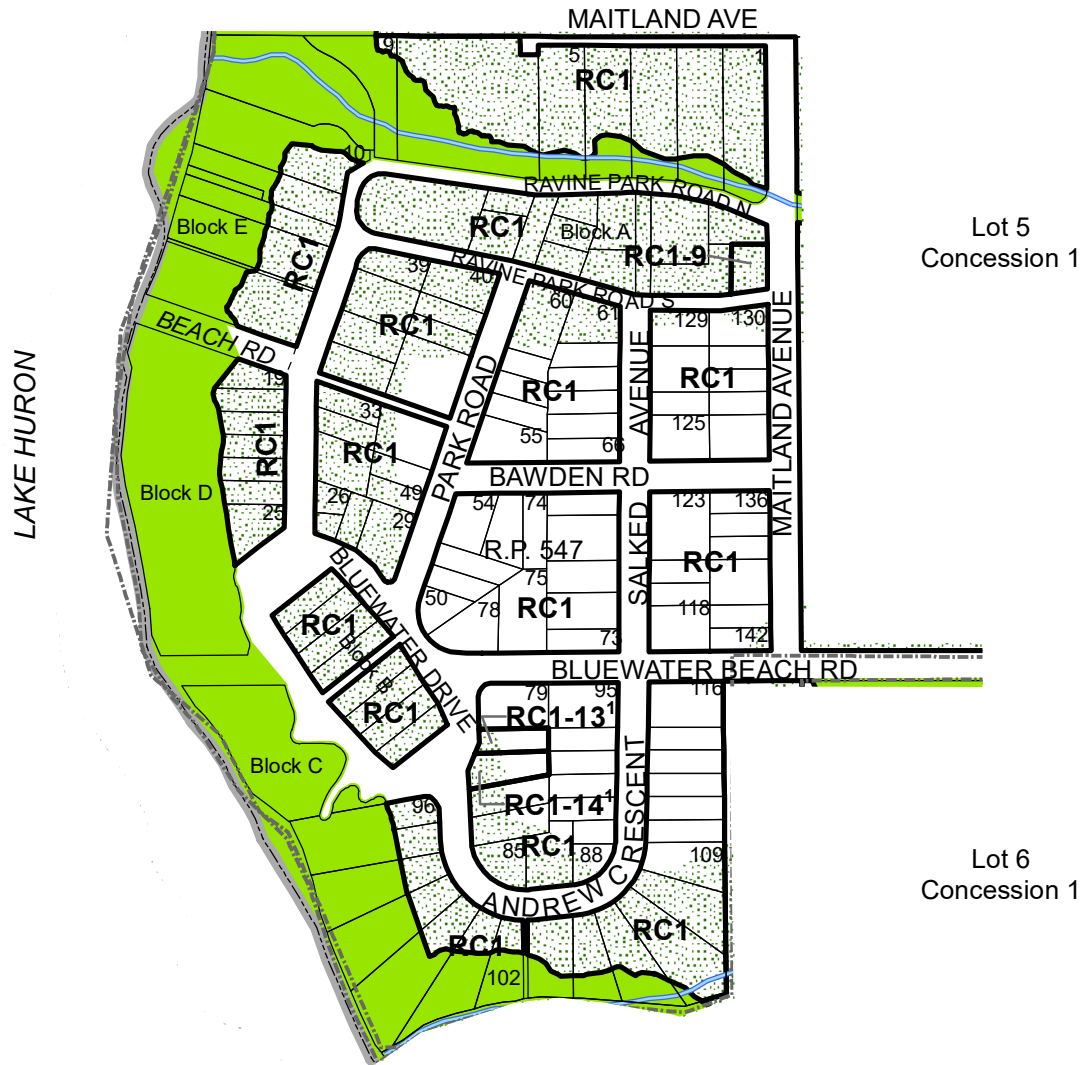 MAITLAND AVE
9
5
1
RC1
10
RAVINE PARK ROAD N
RC1
Block A
Block E
RC1
RC1-9
Lot 5
Concession 1
RAVINE PARK ROAD S
39
40
60
61
129
130
BEACH RD
RC1
LAKE HURON
PARK ROAD
RC1
SALKED AVENUE
RC1
MAITLAND AVENUE
19
33
RC1
RC1
125
55
66
Block D
26
49
25
29
BAWDEN RD
54
74
123
136
R.P. 547
75
RC1
50
78
RC1
118
73
142
BLUEWATER DRIVE
RC1
Block B
RC1
BLUEWATER BEACH RD
79
95
116
RC1-13¹
Block C
96
RC1-14¹
RC1
85
88
109
ANDREW CRESCENT
Lot 6
Concession 1
RC1
RC1
102